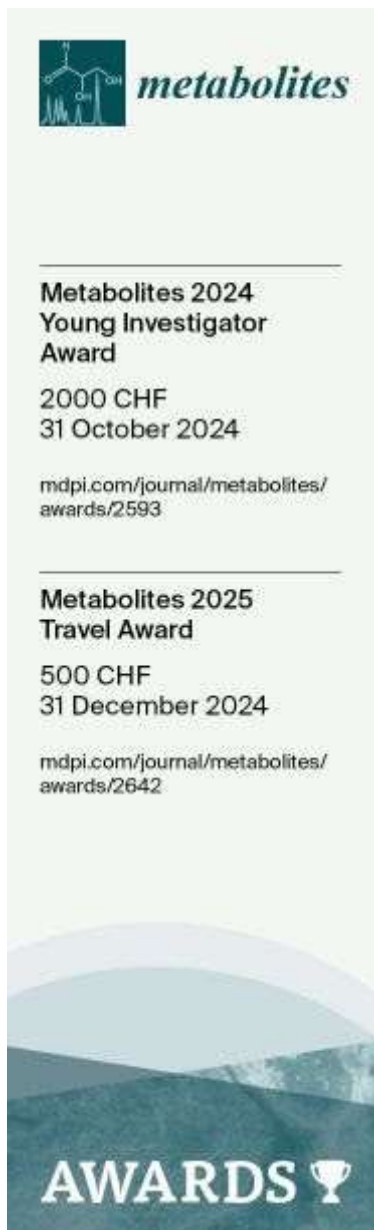 metabolites
Metabolites 2024
Young Investigator
Award
2000 CHF
31 October 2024
mdpi.com/journal/metabolites/
awards/2593
Metabolites 2025
Travel Award
500 CHF
31 December 2024
mdpi.com/journal/metabolites/
awards/2642
AWARDS